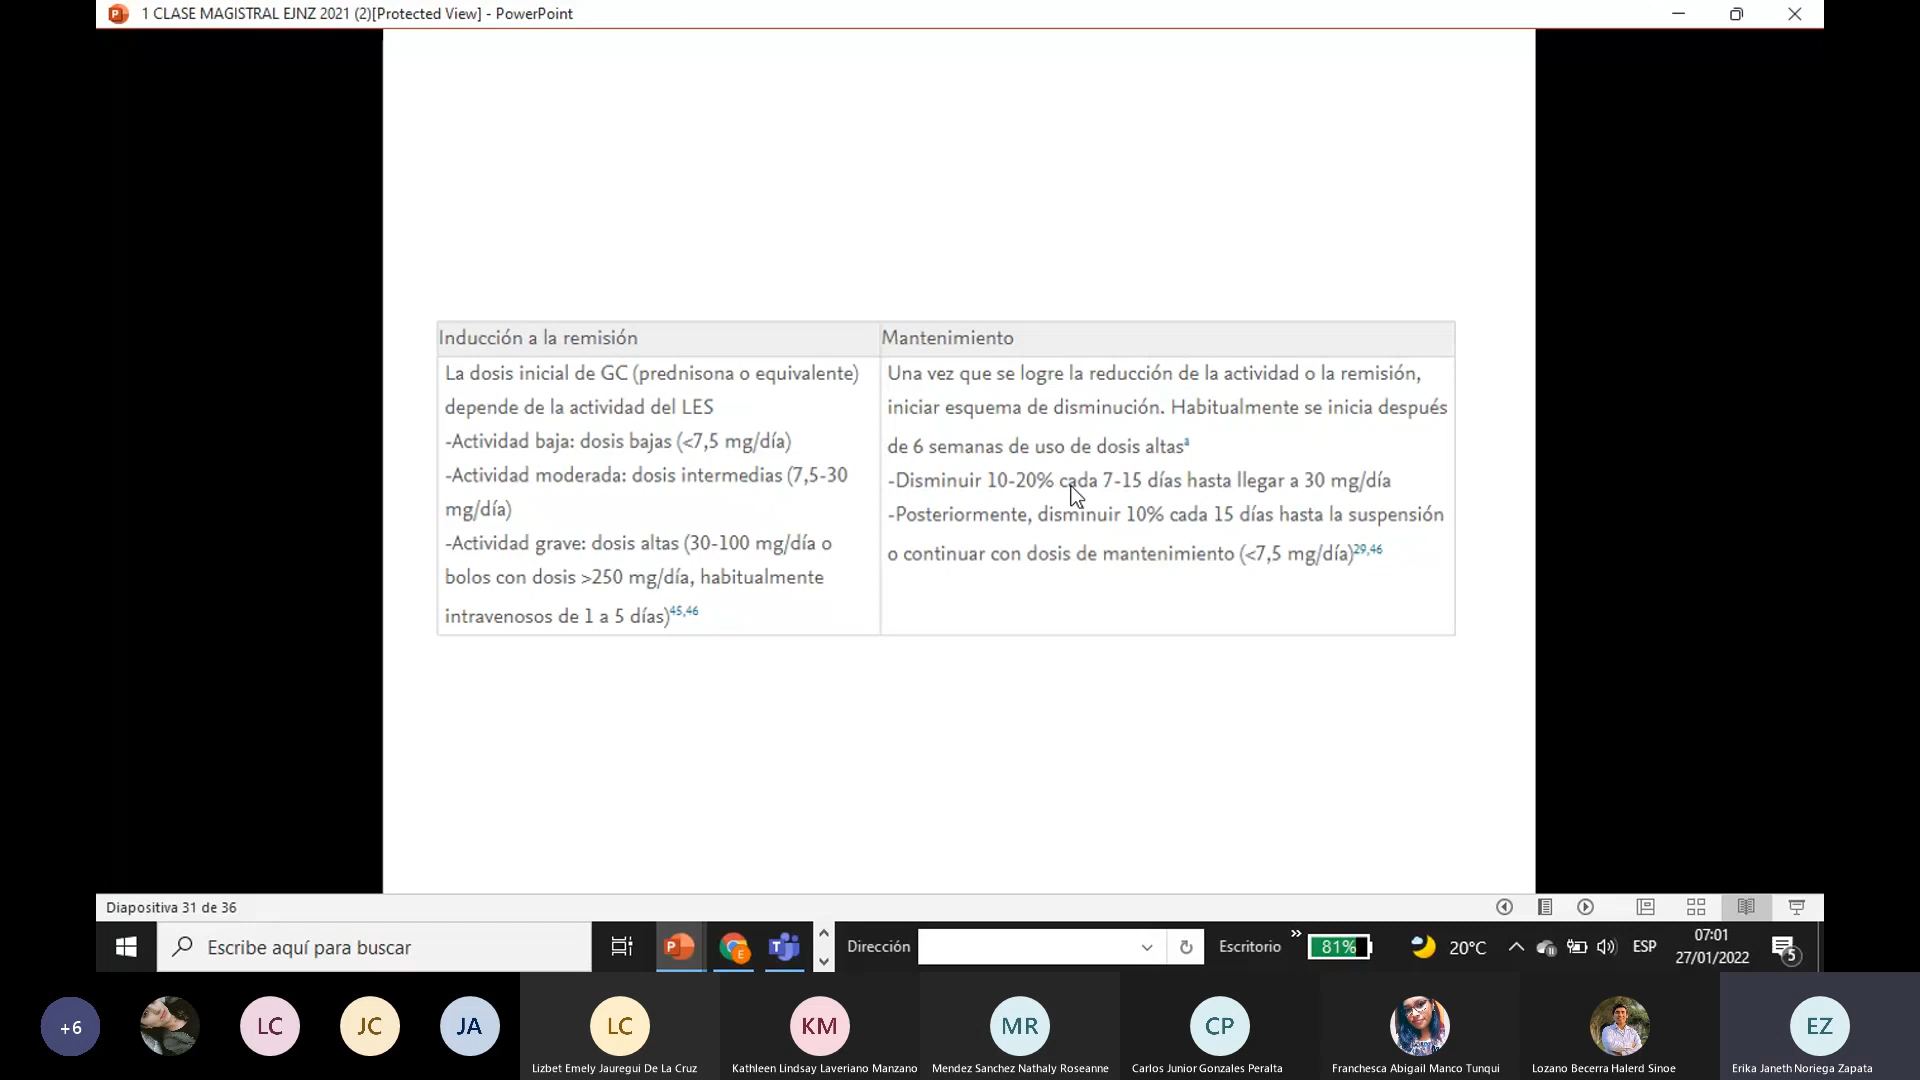 1 CLASE MAGISTRAL EJNZ 2021 (2)[Protected View] - PowerPoint
Inducción a la remisión
La dosis inicial de GC (prednisona o equivalente)
depende de la actividad del LES
-Actividad baja: dosis bajas (<7,5 mg/día)
-Actividad moderada: dosis intermedias (7,5-30
mg/día)
-Actividad grave: dosis altas (30-100 mg/día o
bolos con dosis >250 mg/día, habitualmente
intravenosos de 1 a 5 días)45,46
Mantenimiento
Una vez que se logre la reducción de la actividad o la remisión,
iniciar esquema de disminución. Habitualmente se inicia después
de 6 semanas de uso de dosis altasa
-Disminuir 10-20% cada 7-15 días hasta llegar a 30 mg/día
-Posteriormente, disminuir 10% cada 15 días hasta la suspensión
o continuar con dosis de mantenimiento (<7,5 mg/día)29,46
Diapositiva 31 de 36
Escribe aquí para buscar
Dirección
Escritorio
81%
20°C
ESP
07:01
27/01/2022
5
+6
LC
JC
JA
LC
KM
MR
CP
EZ
Lizbet Emely Jauregui De La Cruz
Kathleen Lindsay Laveriano Manzano
Mendez Sanchez Nathaly Roseanne
Carlos Junior Gonzales Peralta
Franchesca Abigail Manco Tunqui
Lozano Becerra Halerd Sinoe
Erika Janeth Noriega Zapata